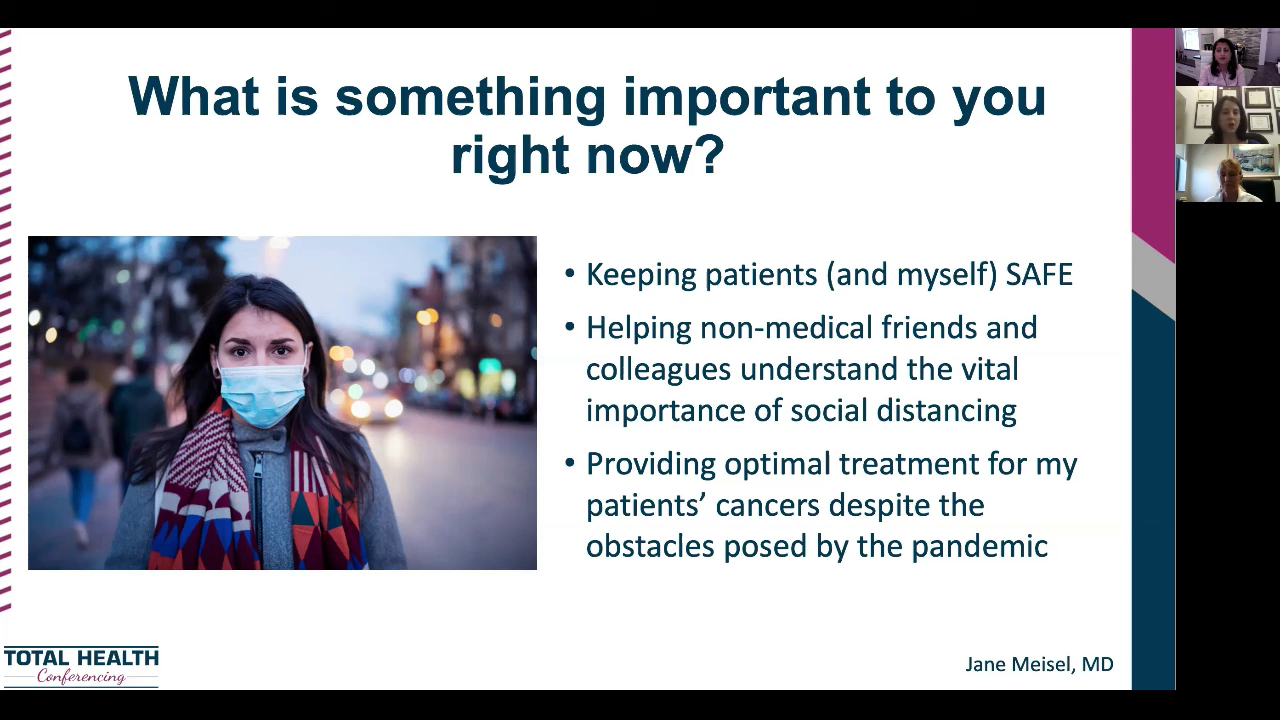 What is something important to you
right now?
• Keeping patients (and myself) SAFE
• Helping non-medical friends and
colleagues understand the vital
importance of social distancing
• Providing optimal treatment for my
patients’ cancers despite the
obstacles posed by the pandemic
TOTAL HEALTH
Conferencing
Jane Meisel, MD